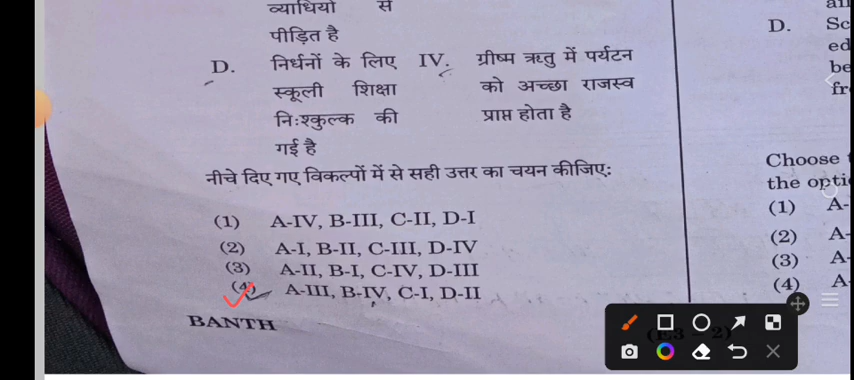 व्याधियों से
पीड़ित है
D. निर्धनों के लिए IV. ग्रीष्म ऋतु में पर्यटन
स्कूली शिक्षा को अच्छा राजस्व
निःश्कुल्क की प्राप्त होता है
गई है
नीचे दिए गए विकल्पों में से सही उत्तर का चयन कीजिए:
(1) A-IV, B-III, C-II, D-I
(2) A-I, B-II, C-III, D-IV
(3) A-II, B-I, C-IV, D-III
(4) A-III, B-IV, C-I, D-II
BANTH
D. Sc
ed
be
fr
Choose
the opti
(1) A-
(2) A-
(3) A-
(4) A